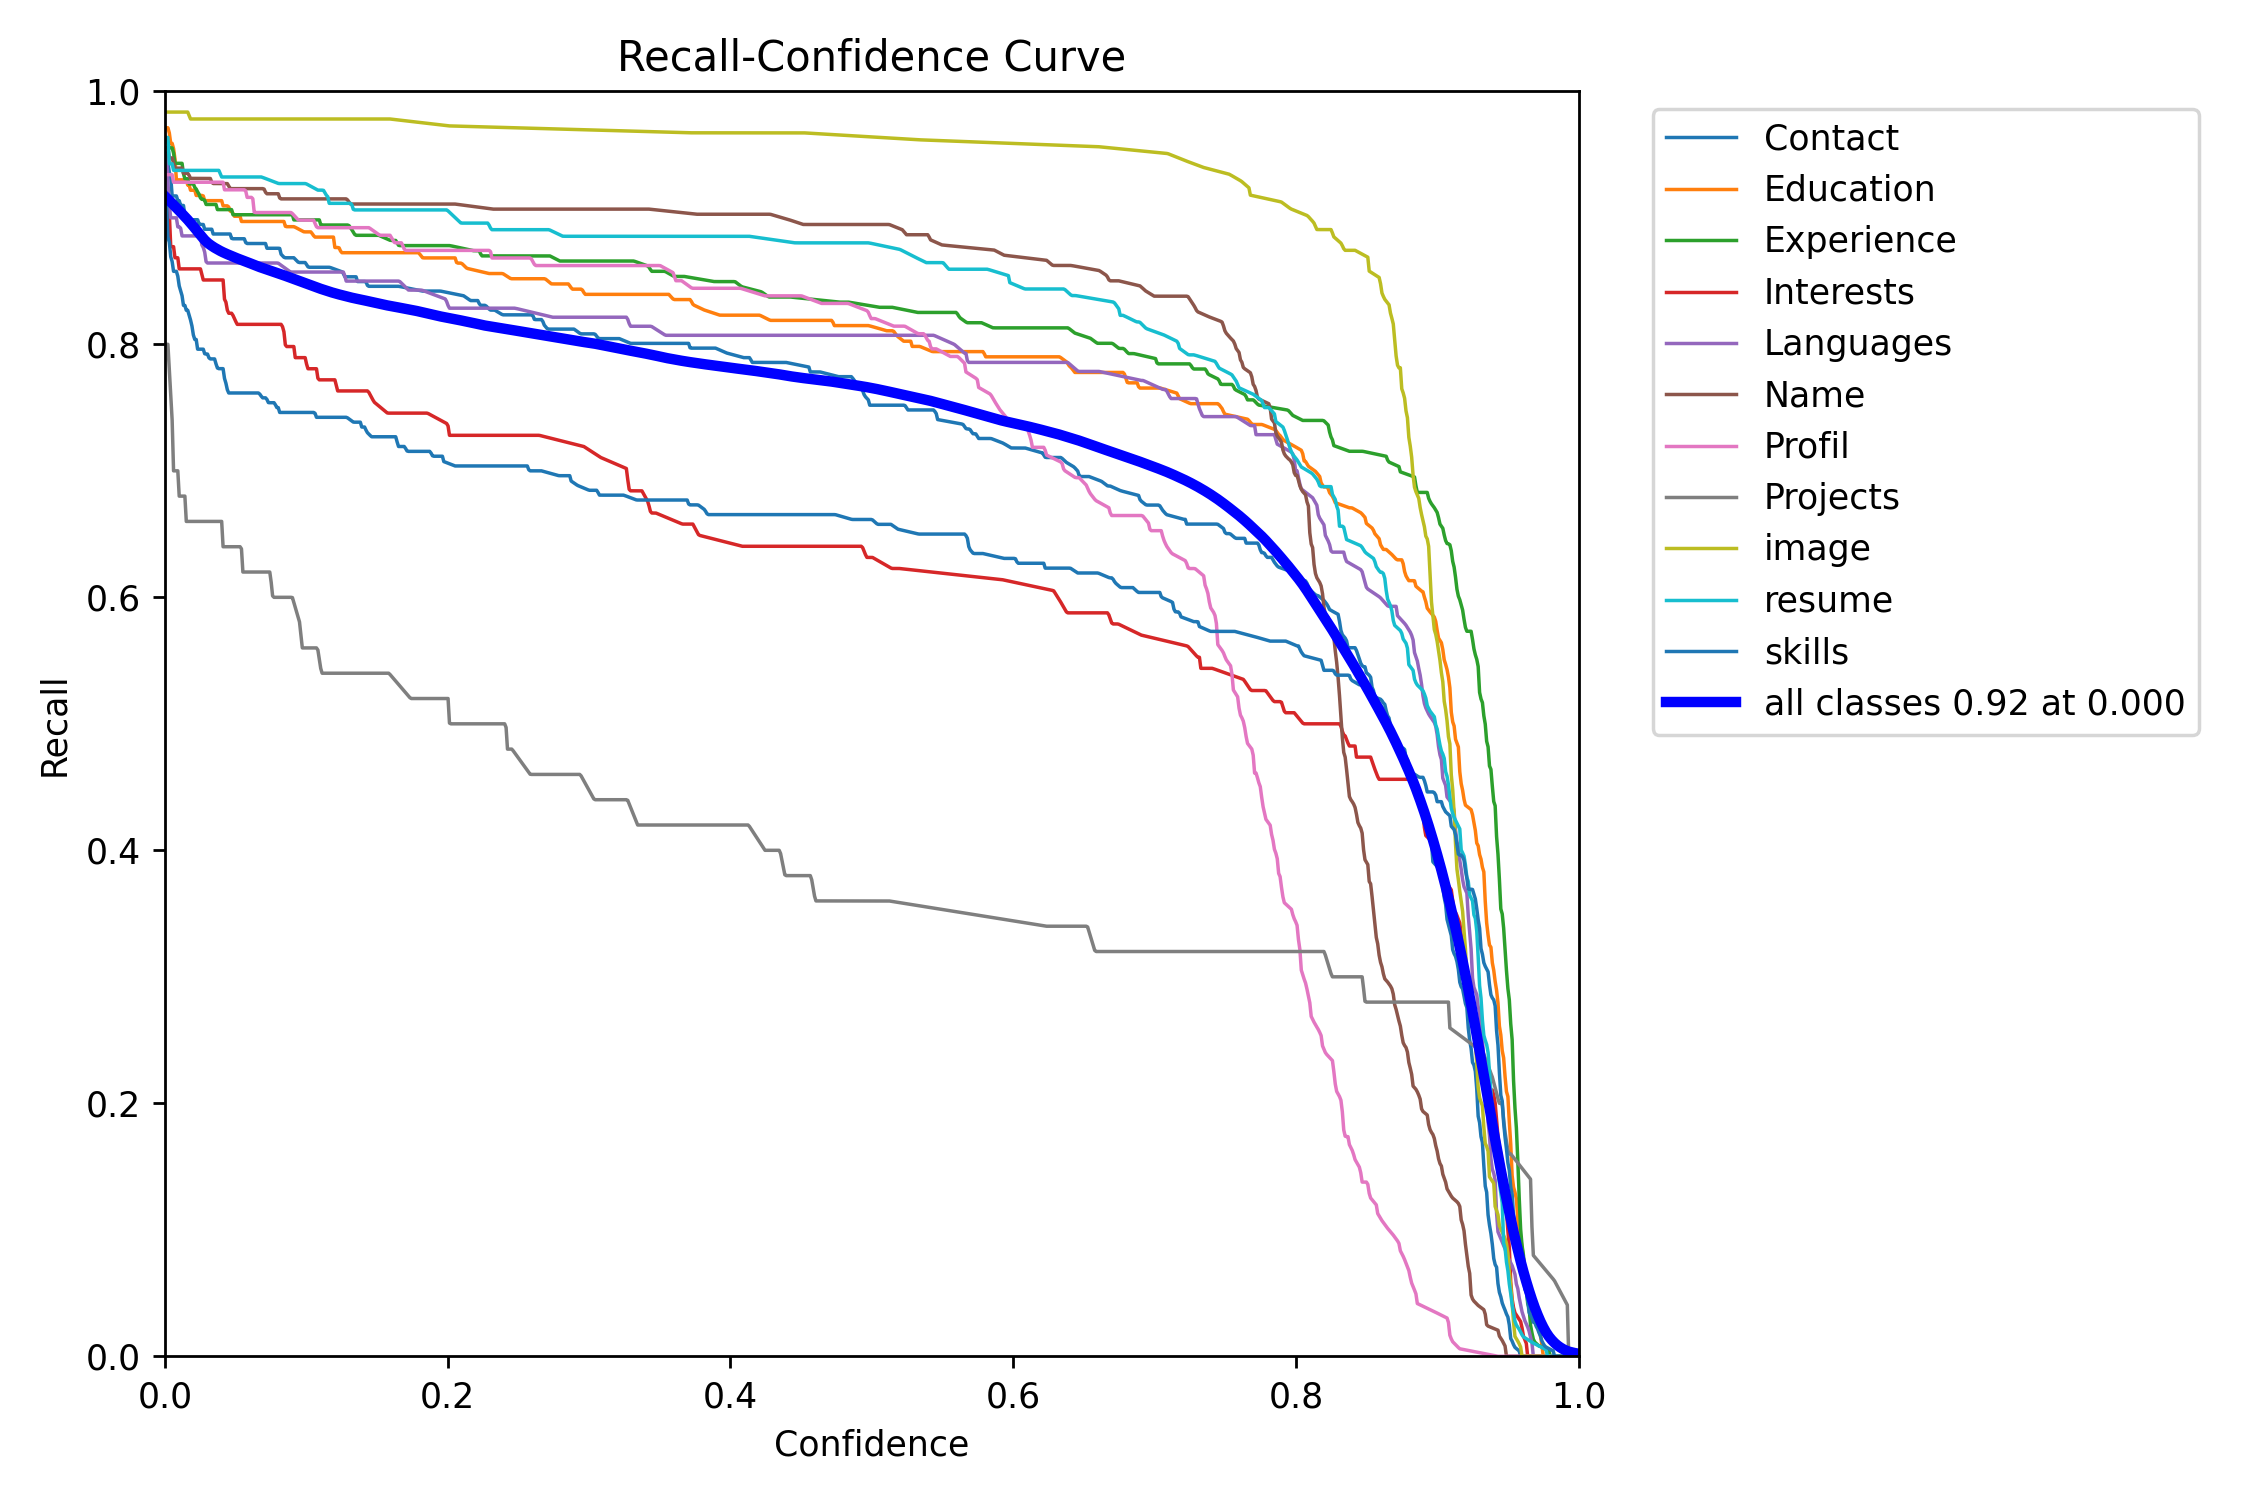 Recall-Confidence Curve
1.0
0.8
0.6
0.4
0.2
0.0
Recall
0.0 0.2 0.4 0.6 0.8 1.0
Confidence
Contact
Education
Experience
Interests
Languages
Name
Profil
Projects
image
resume
skills
all classes 0.92 at 0.000